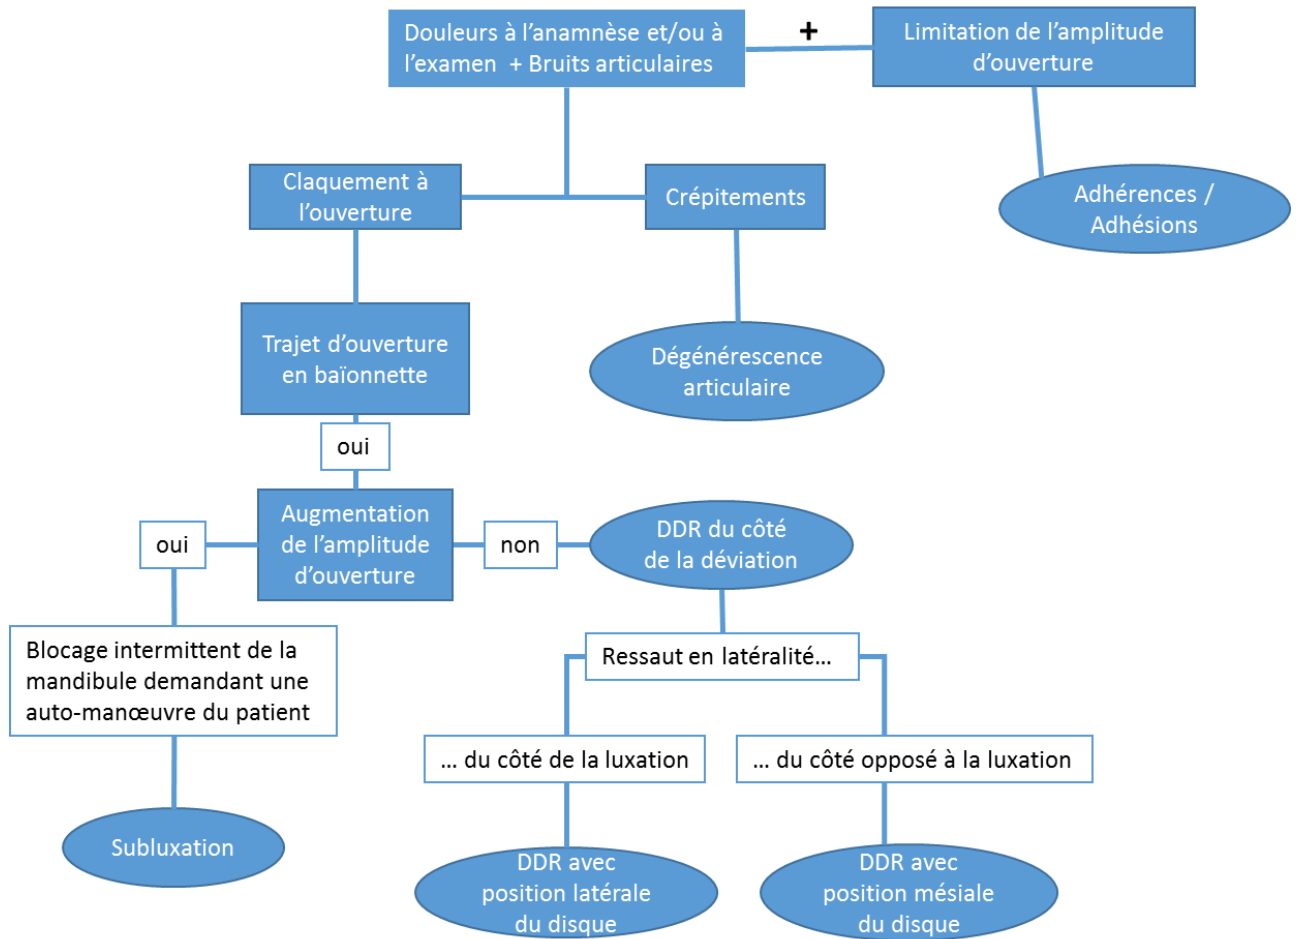 Douleurs à l’anamnèse et/ou à
l’examen + Bruits articulaires
+
Limitation de l’amplitude
d’ouverture
Claquement à
l’ouverture
Crépitements
Adhérences /
Adhésions
Trajet d’ouverture
en baïonnette
Dégénérescence
articulaire
oui
Augmentation
de l’amplitude
d’ouverture
oui
non
DDR du côté
de la déviation
Blocage intermittent de la
mandibule demandant une
auto-manœuvre du patient
Ressaut en latéralité...
... du côté de la luxation
... du côté opposé à la luxation
Subluxation
DDR avec
position latérale
du disque
DDR avec
position mésiale
du disque